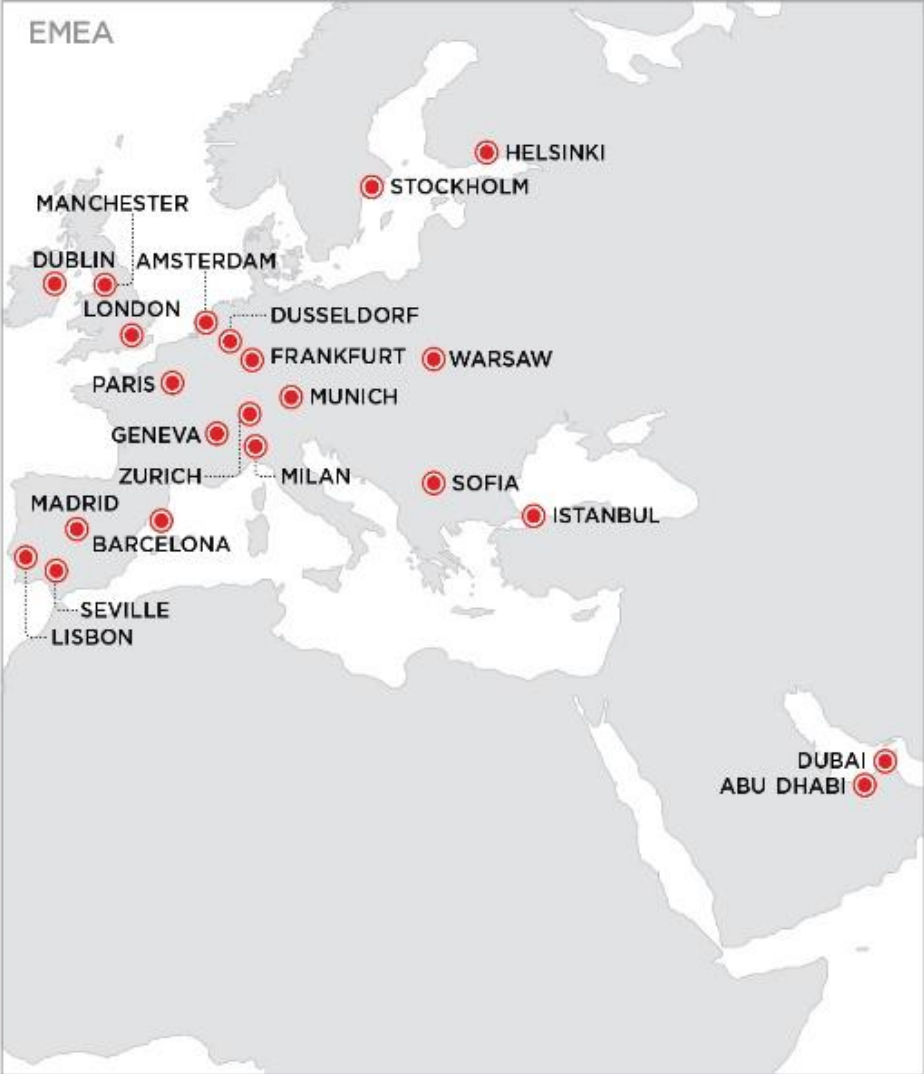 EMEA
HELSINKI
STOCKHOLM
MANCHESTER
DUBLIN
AMSTERDAM
LONDON
DUSSELDORF
FRANKFURT
WARSAW
PARIS
MUNICH
GENEVA
ZURICH
MILAN
SOFIA
MADRID
ISTANBUL
BARCELONA
SEVILLE
LISBON
DUBAI
ABU DHABI